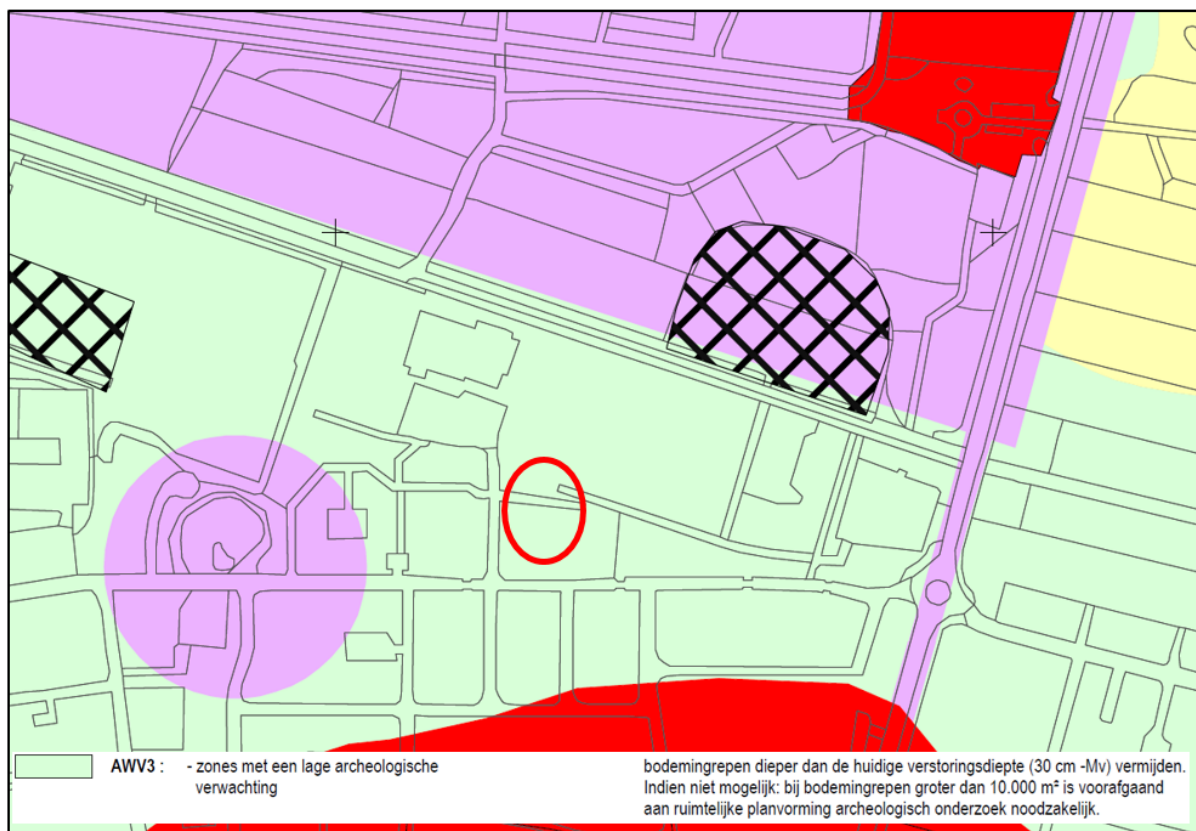 AWV3 : - zones met een lage archeologische
verwachting
bodemingrepen dieper dan de huidige verstoringsdiepte (30 cm -Mv) vermijden.
Indien niet mogelijk: bij bodemingrepen groter dan 10.000 m² is voorafgaand
aan ruimtelijke planvorming archeologisch onderzoek noodzakelijk.